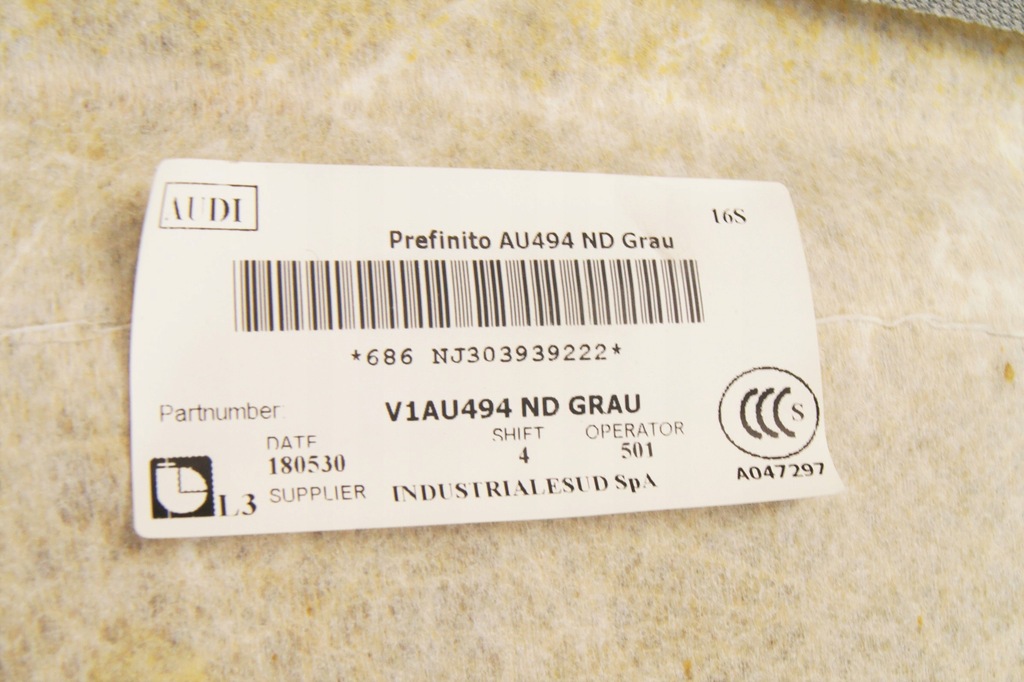 AUDI
16S
Prefinito AU494 ND Grau
*686 NJ303939222*
Partnumber: V1AU494 ND GRAU
DATE SHIFT OPERATOR
180530 4 501
L3 SUPPLIER INDUSTRIALESUD SpA
CCC S
A047297